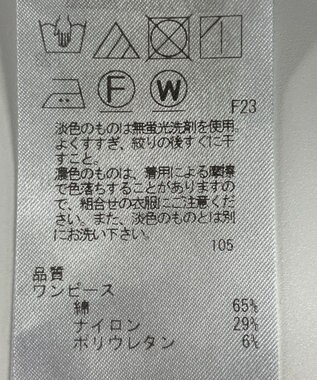 F
W
F23
淡色のものは無蛍光洗剤を使用。
よくすすぎ、絞りの後すぐに干
すこと。
濃色のものは、着用による摩擦
で色落ちすることがありますの
で、組合せの衣服にご注意くだ
さい。また、淡色のものとは別
にお洗い下さい。
105
品質
ワンピース
綿 65%
ナイロン 29%
ポリウレタン 6%